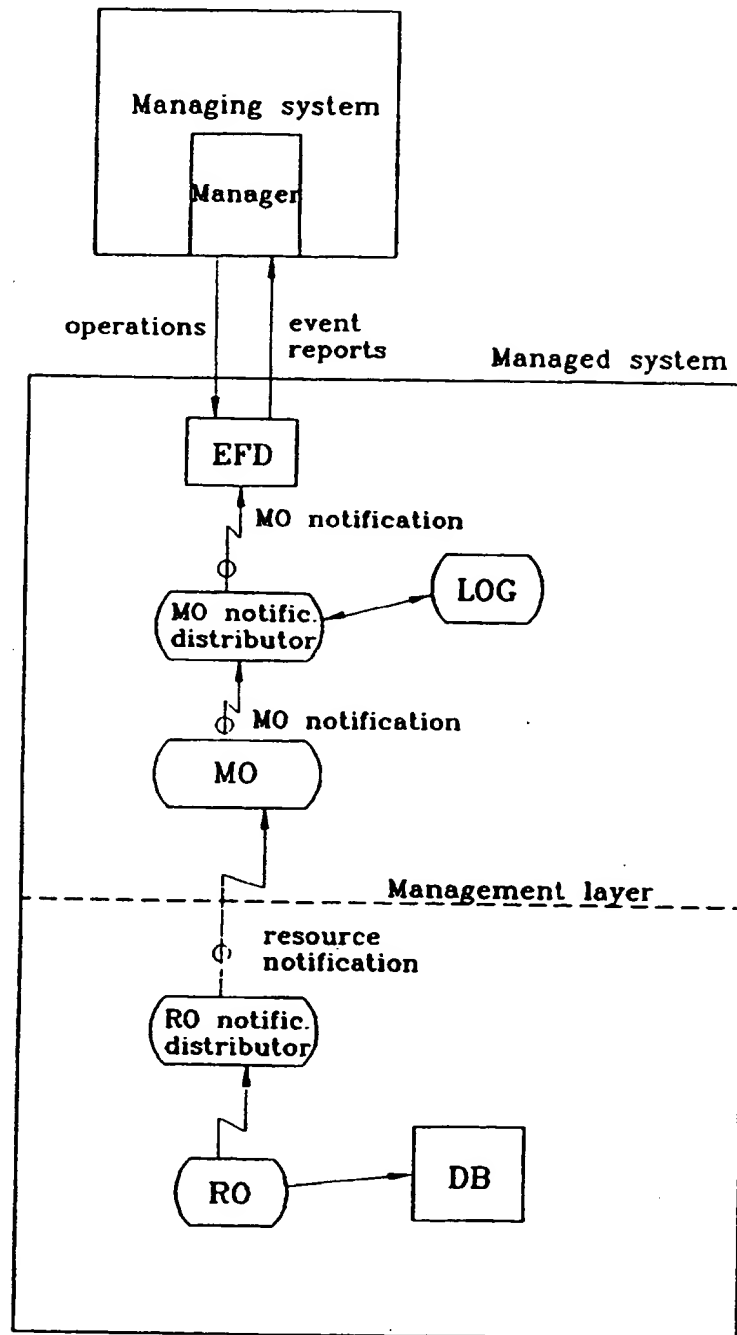 Managing system
Manager
operations
event
reports
Managed system
EFD
MO notification
LOG
MO notific.
distributor
MO notification
MO
Management layer
resource
notification
RO notific.
distributor
RO
DB